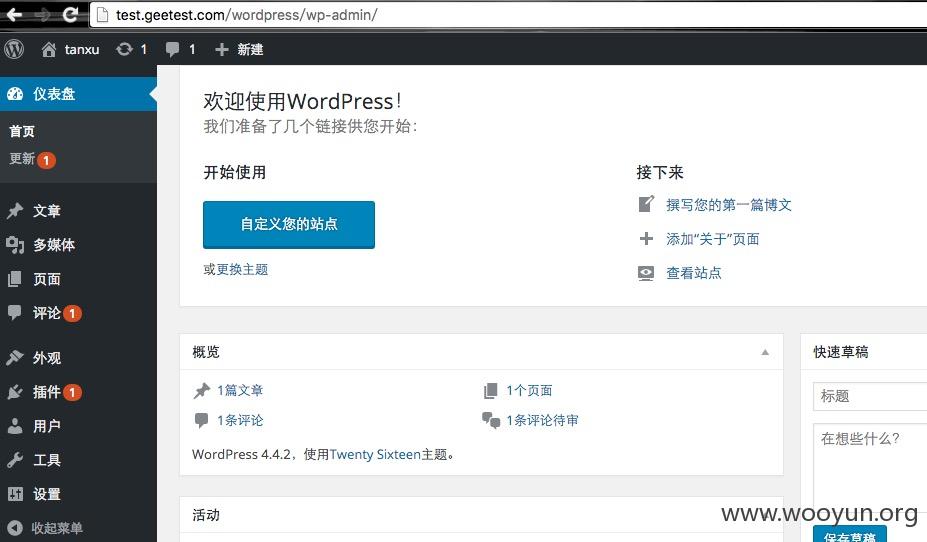 test.geetest.com/wordpress/wp-admin/
tanxu 1 1 新建
仪表盘
首页
更新 1
文章
多媒体
页面
评论 1
外观
插件 1
用户
工具
设置
收起菜单
欢迎使用WordPress！
我们准备了几个链接供您开始：
开始使用
自定义您的站点
或更换主题
接下来
撰写您的第一篇博文
添加“关于”页面
查看站点
概览
1篇文章 1个页面
1条评论 1条评论待审
WordPress 4.4.2，使用Twenty Sixteen主题。
活动
快速草稿
标题
在想些什么？
保存草稿
www.wooyun.org